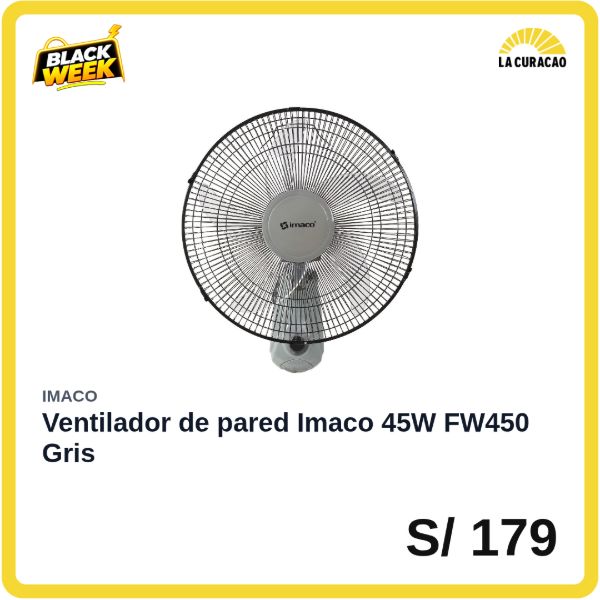 BLACK
WEEK
LA CURACAO
imaco
IMACO
Ventilador de pared Imaco 45W FW450
Gris
S/ 179